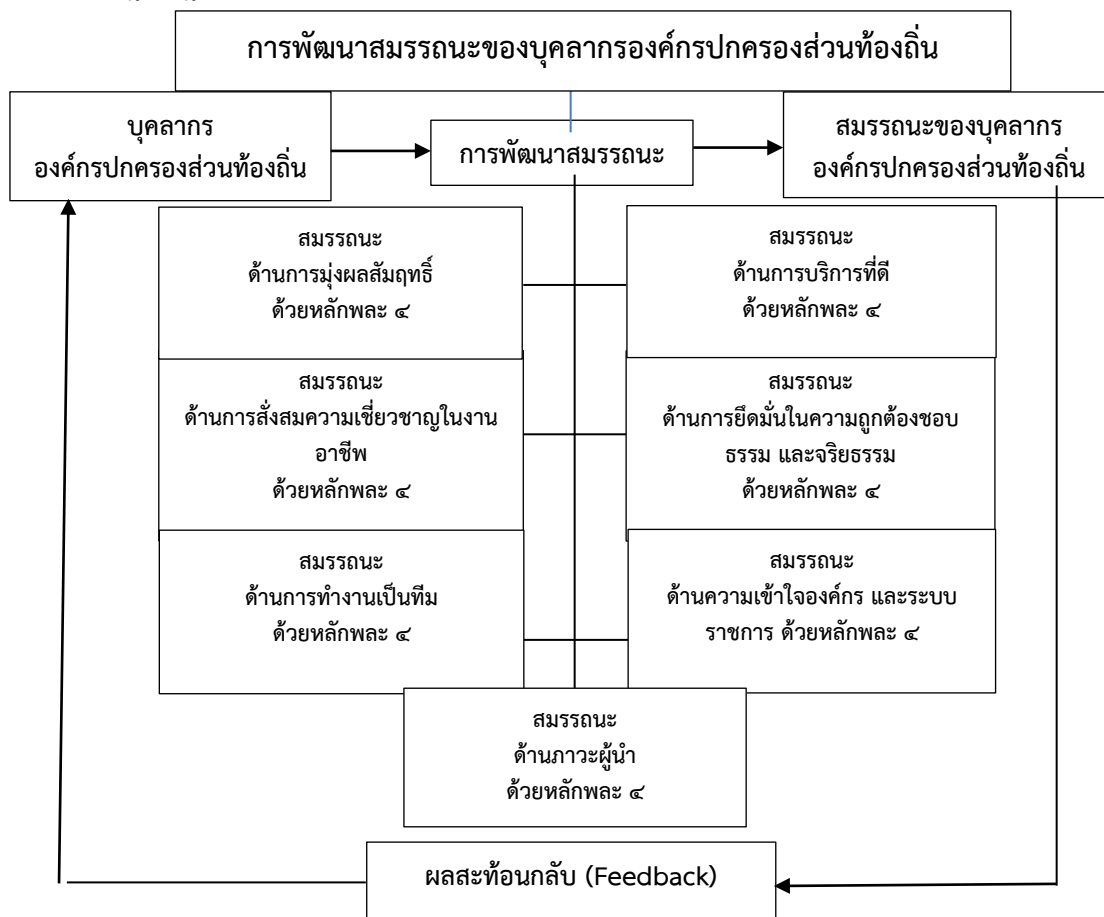 การพัฒนาสมรรถนะของบุคลากรองค์กรปกครองส่วนท้องถิ่น
บุคลากร
องค์กรปกครองส่วนท้องถิ่น
การพัฒนาสมรรถนะ
สมรรถนะของบุคลากร
องค์กรปกครองส่วนท้องถิ่น
สมรรถนะ
ด้านการมุ่งผลสัมฤทธิ์
ด้วยหลักพละ ๔
สมรรถนะ
ด้านการบริการที่ดี
ด้วยหลักพละ ๔
สมรรถนะ
ด้านการสั่งสมความเชี่ยวชาญในงาน
อาชีพ
ด้วยหลักพละ ๔
สมรรถนะ
ด้านการยึดมั่นในความถูกต้องชอบ
ธรรม และจริยธรรม
ด้วยหลักพละ ๔
สมรรถนะ
ด้านการทำงานเป็นทีม
ด้วยหลักพละ ๔
สมรรถนะ
ด้านความเข้าใจองค์กร และระบบ
ราชการ ด้วยหลักพละ ๔
สมรรถนะ
ด้านภาวะผู้นำ
ด้วยหลักพละ ๔
ผลสะท้อนกลับ (Feedback)